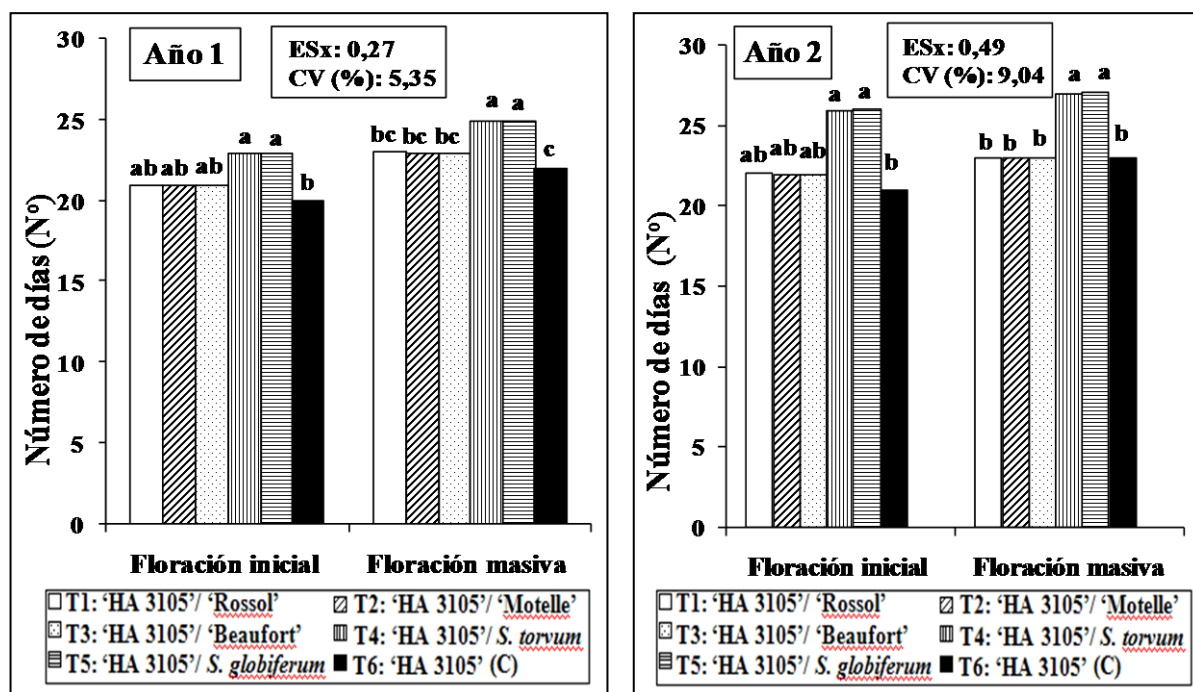 Año 1
ESx: 0,27
CV (%): 5,35
Número de días (Nº)
30
25
20
15
10
5
0
ab ab ab a a b
bc bc bc a a c
Floración inicial Floración masiva
T1: ‘HA 3105’/ ‘Rossol’ T2: ‘HA 3105’/ ‘Motelle’
T3: ‘HA 3105’/ ‘Beaufort’ T4: ‘HA 3105’/ S. torvum
T5: ‘HA 3105’/ S. globiferum T6: ‘HA 3105’ (C)
Año 2
ESx: 0,49
CV (%): 9,04
Número de días (Nº)
30
25
20
15
10
5
0
ab ab ab a a b
b b b a a b
Floración inicial Floración masiva
T1: ‘HA 3105’/ ‘Rossol’ T2: ‘HA 3105’/ ‘Motelle’
T3: ‘HA 3105’/ ‘Beaufort’ T4: ‘HA 3105’/ S. torvum
T5: ‘HA 3105’/ S. globiferum T6: ‘HA 3105’ (C)